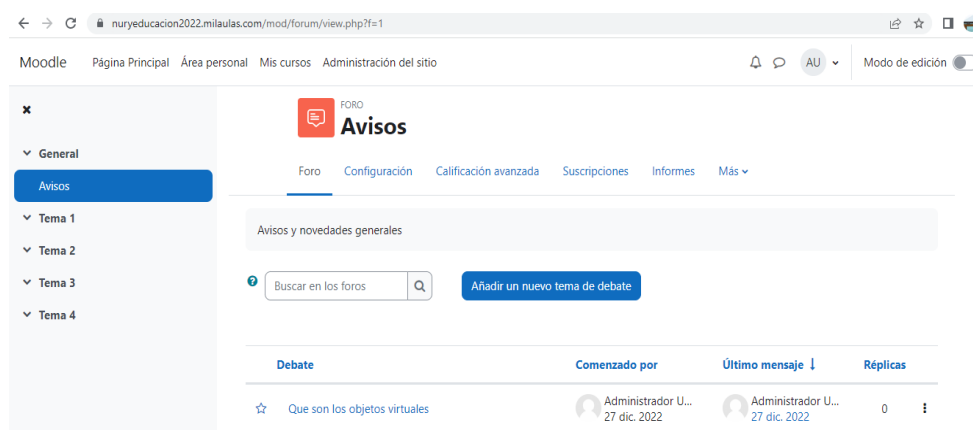 nuryeducacion2022.milaulas.com/mod/forum/view.php?f=1
Moodle Página Principal Área personal Mis cursos Administración del sitio AU Modo de edición
General
Avisos
Tema 1
Tema 2
Tema 3
Tema 4
FORO
Avisos
Foro Configuración Calificación avanzada Suscripciones Informes Más
Avisos y novedades generales
Buscar en los foros Añadir un nuevo tema de debate
Debate Comenzado por Último mensaje ↓ Réplicas
Que son los objetos virtuales Administrador U... Administrador U... 0
27 dic. 2022 27 dic. 2022